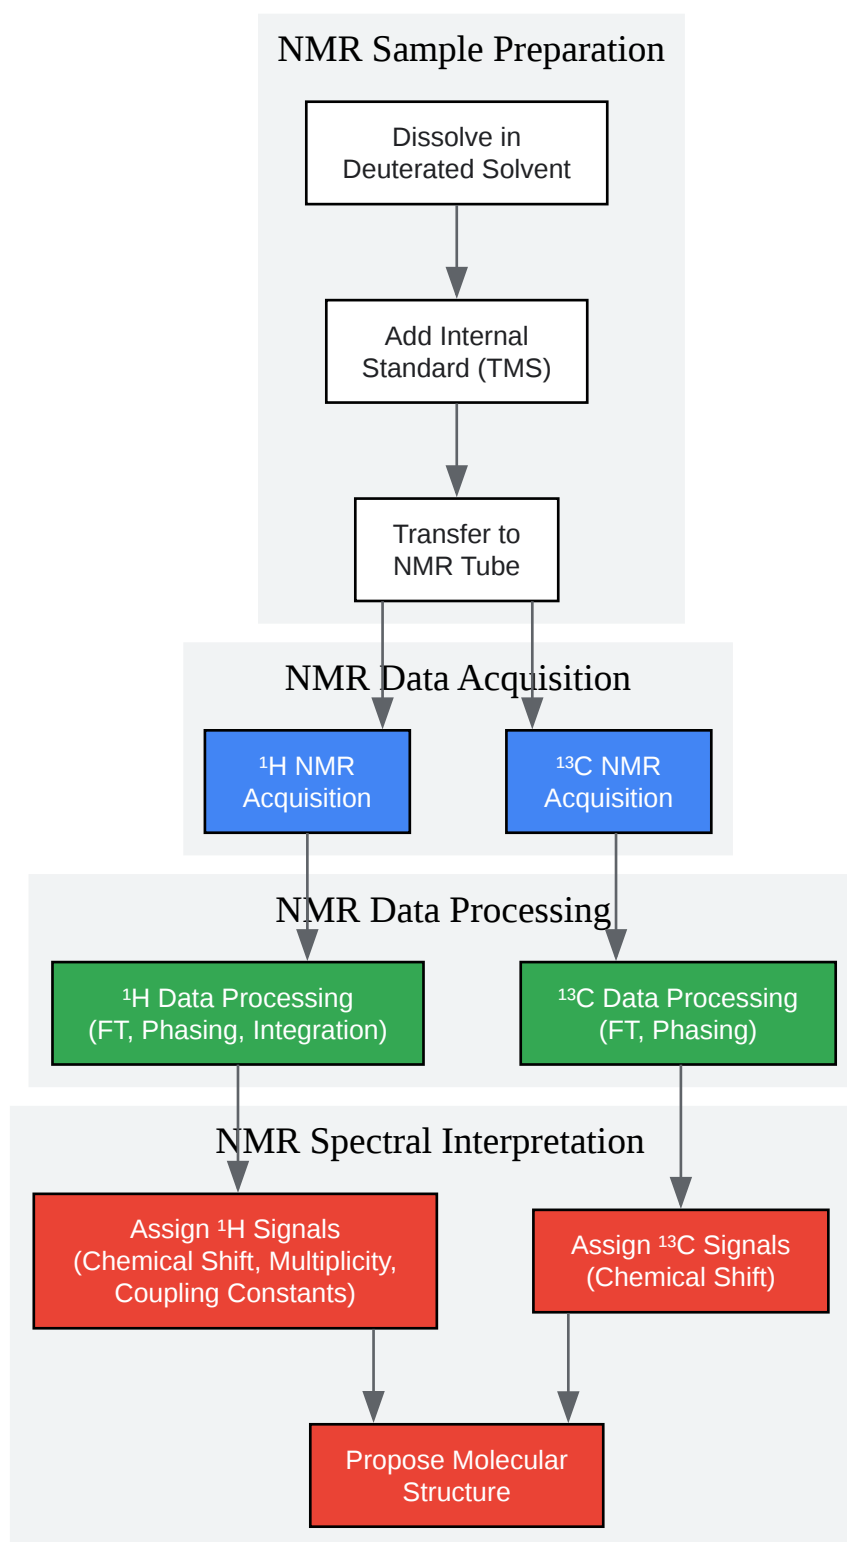 NMR Sample Preparation
Dissolve in
Deuterated Solvent
Add Internal
Standard (TMS)
Transfer to
NMR Tube
NMR Data Acquisition
¹H NMR
Acquisition
¹³C NMR
Acquisition
NMR Data Processing
¹H Data Processing
(FT, Phasing, Integration)
¹³C Data Processing
(FT, Phasing)
NMR Spectral Interpretation
Assign ¹H Signals
(Chemical Shift, Multiplicity,
Coupling Constants)
Assign ¹³C Signals
(Chemical Shift)
Propose Molecular
Structure